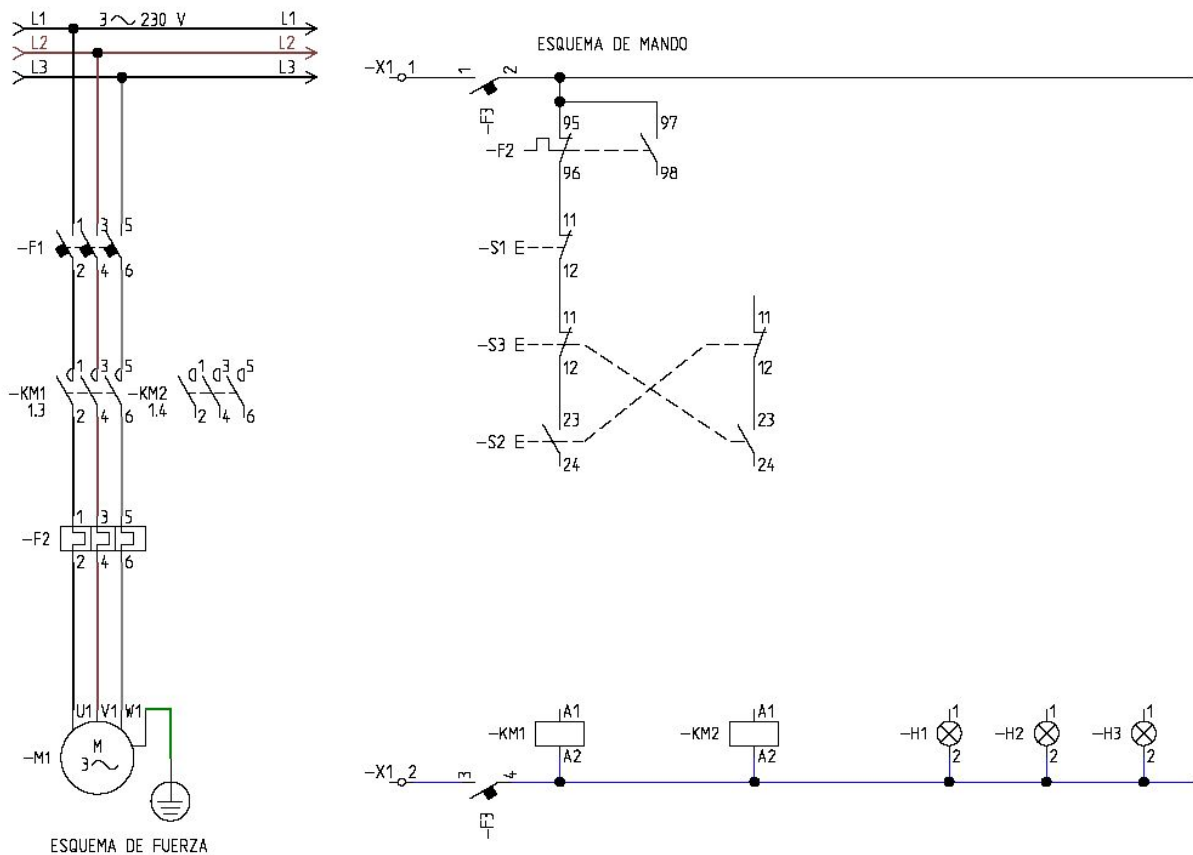 L1 3~ 230 V L1
L2 L2
L3 L3
ESQUEMA DE MANDO
-X1 1 1 2
-F3
95 97
-F2
96 98
1 3 5
-F1
2 4 6
11
-S1 E
12
11 11
-S3 E
12 12
1 3 5 1 3 5
-KM1 -KM2
1.3 2 4 6 1.4 2 4 6
23 23
-S2 E
24 24
1 3 5
-F2
2 4 6
U1 V1 W1
-M1 M
3~
A1 A1 1 1 1
-KM1 -KM2 -H1 -H2 -H3
A2 A2 2 2 2
-X1 2 3 4
-F3
ESQUEMA DE FUERZA